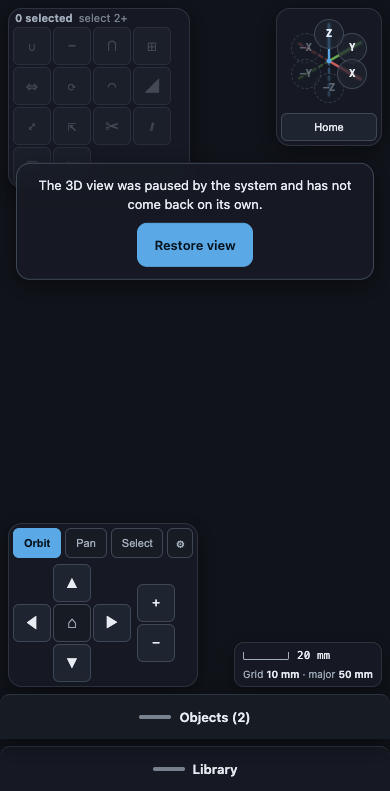 0 selected select 2+
Z
–X Y
–Y X
–Z
Home
The 3D view was paused by the system and has not
come back on its own.
Restore view
Orbit Pan Select
+
−
20 mm
Grid 10 mm · major 50 mm
Objects (2)
Library